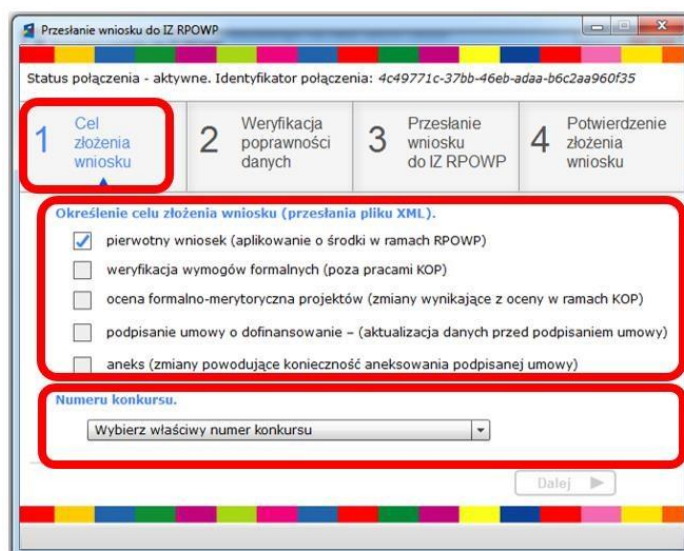 Przesłanie wniosku do IZ RPOWP
Status połączenia - aktywne. Identyfikator połączenia: 4c49771c-37bb-46eb-adaa-b6c2aa960f35
1 Cel
złożenia
wniosku
2 Weryfikacja
poprawności
danych
3 Przesłanie
wniosku
do IZ RPOWP
4 Potwierdzenie
złożenia
wniosku
Określenie celu złożenia wniosku (przesłania pliku XML).
pierwotny wniosek (aplikowanie o środki w ramach RPOWP)
weryfikacja wymogów formalnych (poza pracami KOP)
ocena formalno-merytoryczna projektów (zmiany wynikające z oceny w ramach KOP)
podpisanie umowy o dofinansowanie – (aktualizacja danych przed podpisaniem umowy)
aneks (zmiany powodujące konieczność aneksowania podpisanej umowy)
Numeru konkursu.
Wybierz właściwy numer konkursu
Dalej